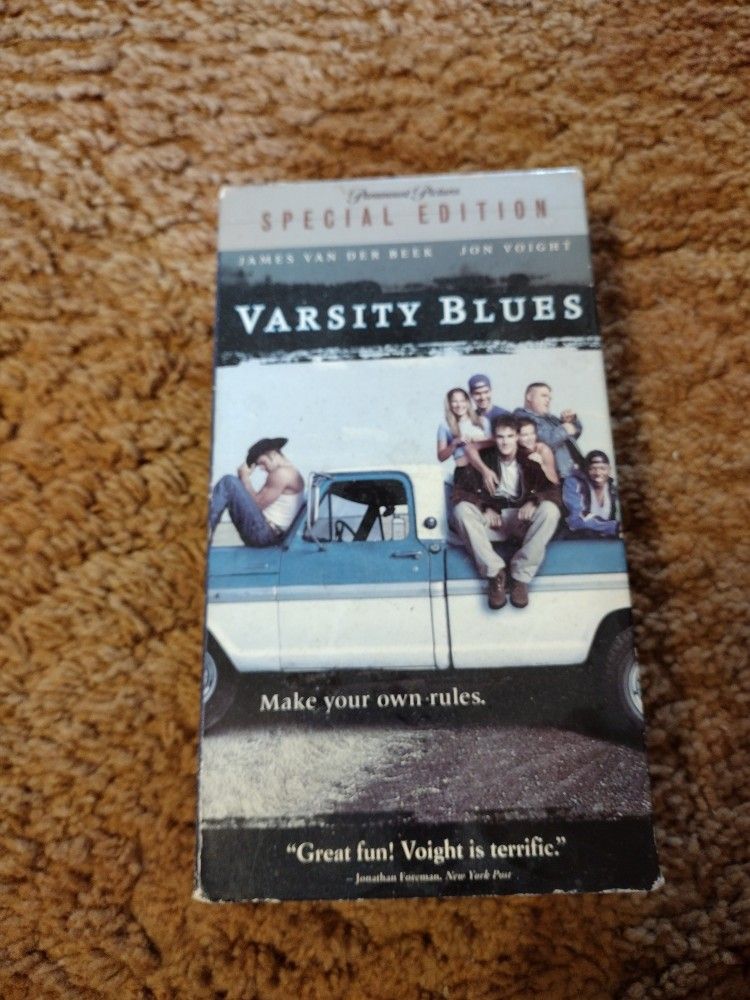 Paramount Pictures
SPECIAL EDITION
JAMES VAN DER BEEK JON VOIGHT
VARSITY BLUES
Make your own rules.
“Great fun! Voight is terrific.”
– Jonathan Foreman, New York Post